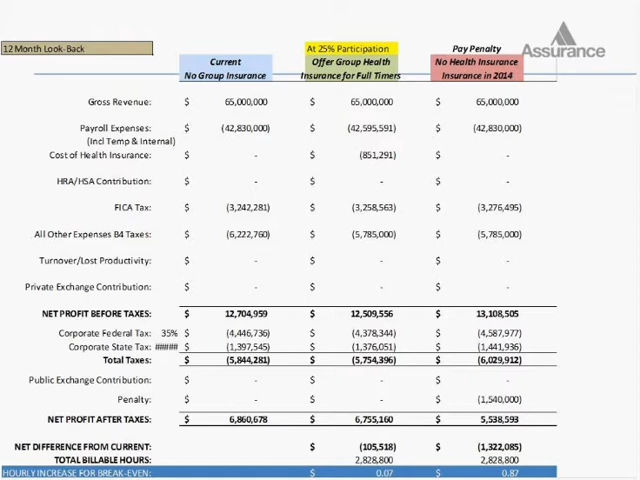 Assurance
12 Month Look-Back At 25% Participation Pay Penalty
Current Offer Group Health No Health Insurance
No Group Insurance Insurance for Full Timers Insurance in 2014
Gross Revenue: $ 65,000,000 $ 65,000,000 $ 65,000,000
Payroll Expenses: $ (42,830,000) $ (42,595,591) $ (42,830,000)
(Incl Temp & Internal)
Cost of Health Insurance: $ - $ (851,291) $ -
HRA/HSA Contribution: $ - $ - $ -
FICA Tax: $ (3,242,281) $ (3,258,563) $ (3,276,495)
All Other Expenses B4 Taxes: $ (6,222,760) $ (5,785,000) $ (5,785,000)
Turnover/Lost Productivity: $ - $ - $ -
Private Exchange Contribution: $ - $ - $ -
NET PROFIT BEFORE TAXES: $ 12,704,959 $ 12,509,556 $ 13,108,505
Corporate Federal Tax: 35% $ (4,446,736) $ (4,378,344) $ (4,587,977)
Corporate State Tax: ##### $ (1,397,545) $ (1,376,051) $ (1,441,936)
Total Taxes: $ (5,844,281) $ (5,754,396) $ (6,029,912)
Public Exchange Contribution: $ - $ - $ -
Penalty: $ - $ - $ (1,540,000)
NET PROFIT AFTER TAXES: $ 6,860,678 $ 6,755,160 $ 5,538,593
NET DIFFERENCE FROM CURRENT: $ (105,518) $ (1,322,085)
TOTAL BILLABLE HOURS: 2,828,800 2,828,800
HOURLY INCREASE FOR BREAK-EVEN: $ 0.07 $ 0.87